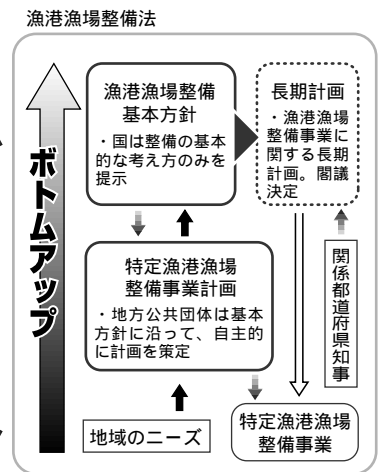 漁港漁場整備法
漁港漁場整備
基本方針
・国は整備の基本
的な考え方のみを
提示
長期計画
・漁港漁場
整備事業に
関する長期
計画。閣議
決定
ボトムアップ
特定漁港漁場
整備事業計画
・地方公共団体は基本
方針に沿って、自主的
に計画を策定
関係都道府県知事
地域のニーズ
特定漁港漁場
整備事業